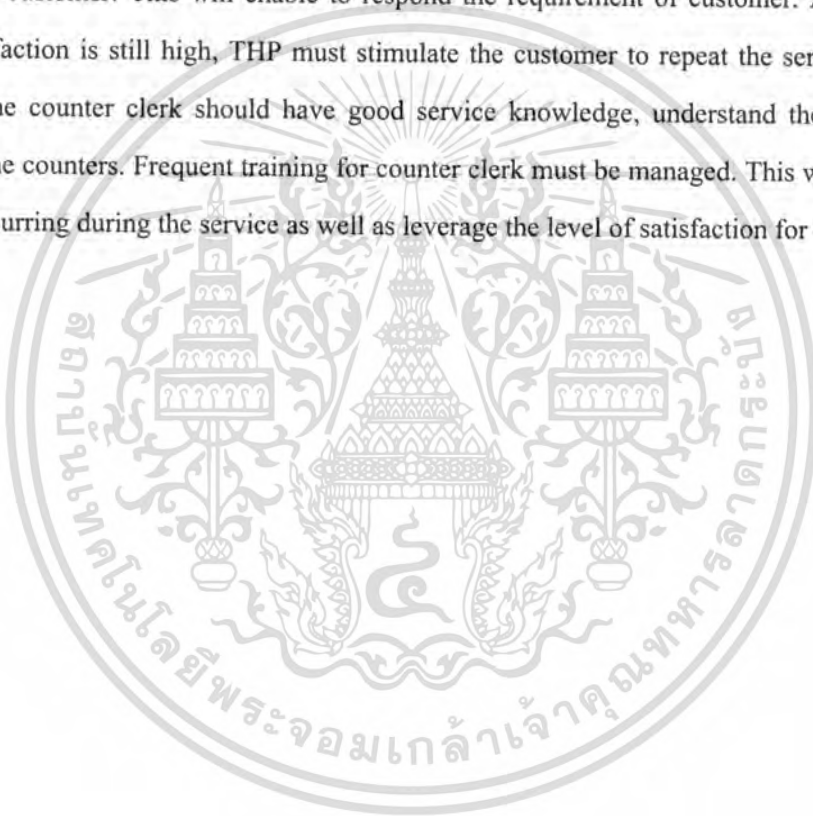 will enable to respond the requirement of customer.
faction is still high, THP must stimulate the customer to repeat the ser
ne counter clerk should have good service knowledge, understand the
ne counters. Frequent training for counter clerk must be managed. This w
urring during the service as well as leverage the level of satisfaction for
สถาบันเทคโนโลยีพระจอมเกล้าเจ้าคุณทหารลาดกระบัง
๔